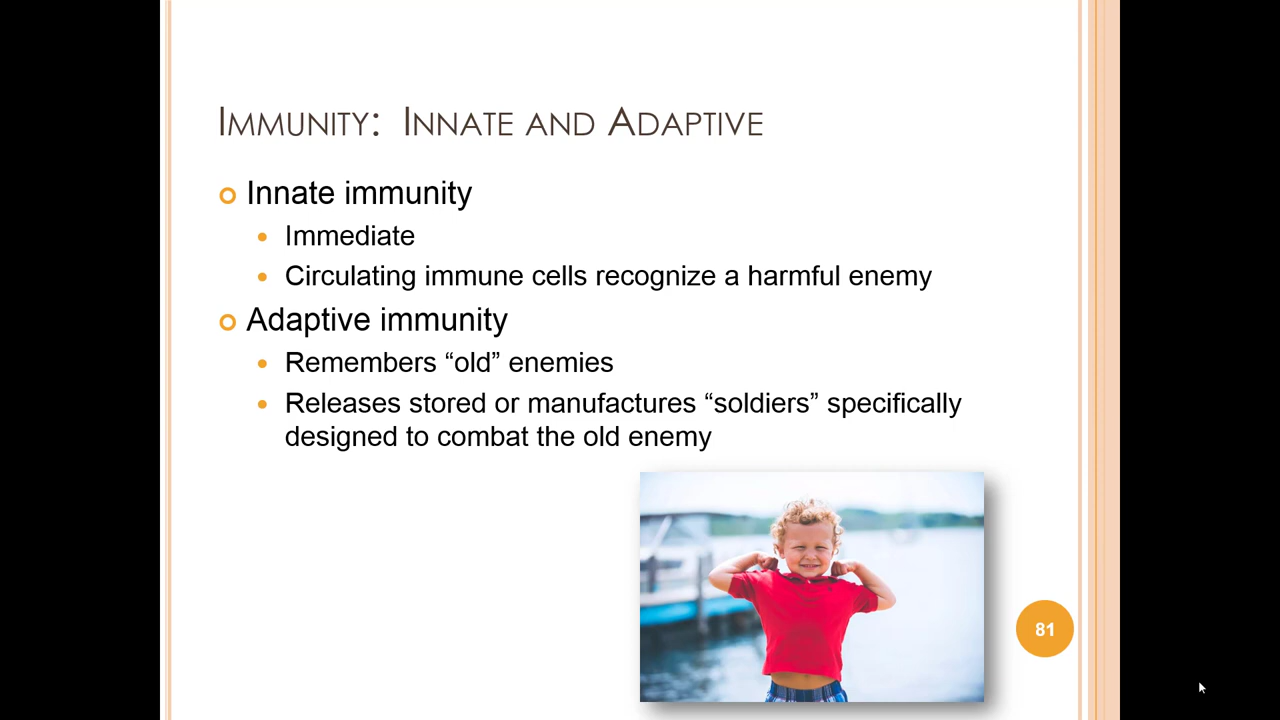 Immunity: Innate and Adaptive
Innate immunity
Immediate
Circulating immune cells recognize a harmful enemy
Adaptive immunity
Remembers “old” enemies
Releases stored or manufactures “soldiers” specifically
designed to combat the old enemy
81